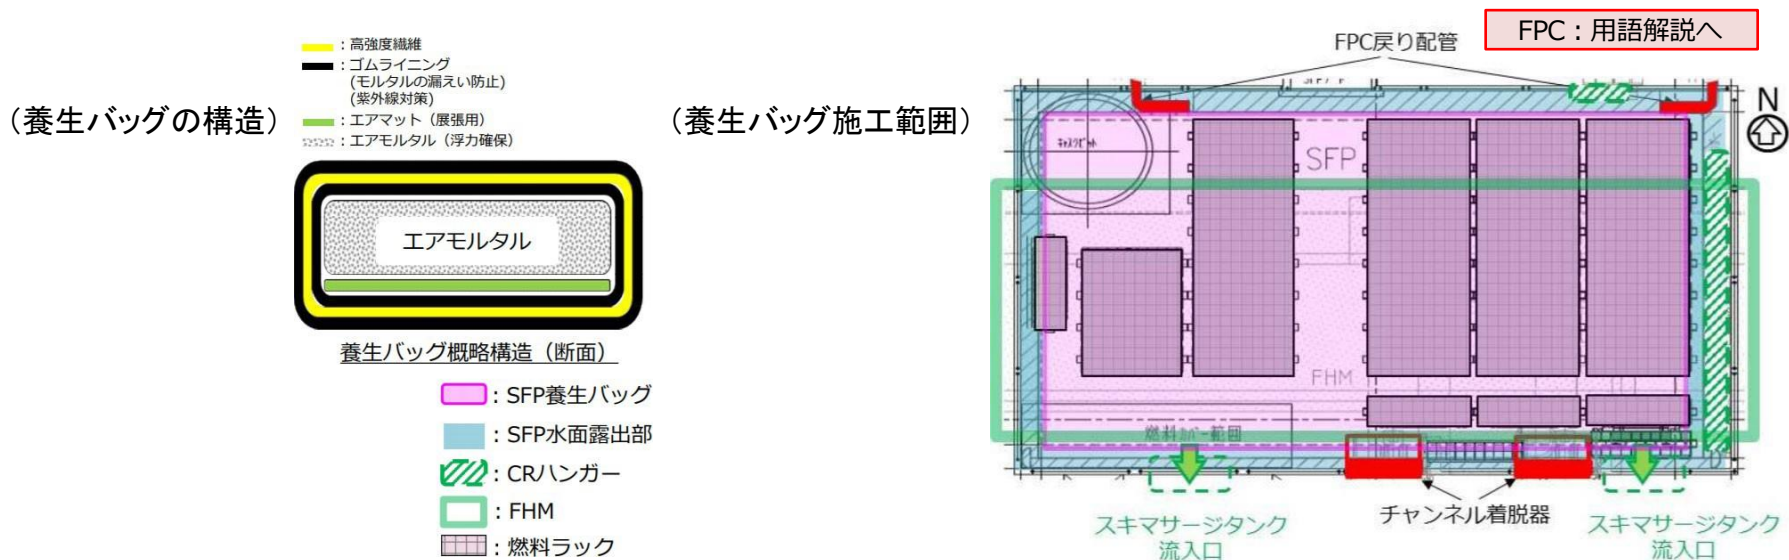 （養生バッグの構造）
：高強度繊維
：ゴムライニング
(モルタルの漏えい防止)
(紫外線対策)
：エアマット（展張用）
：エアモルタル（浮力確保）
エアモルタル
養生バッグ概略構造（断面）
：SFP養生バッグ
：SFP水面露出部
：CRハンガー
：FHM
：燃料ラック
（養生バッグ施工範囲）
FPC：用語解説へ
FPC戻り配管
N
キャスクピット
SFP
FHM
燃料カバー範囲
チャンネル着脱器
スキマサージタンク
流入口
スキマサージタンク
流入口